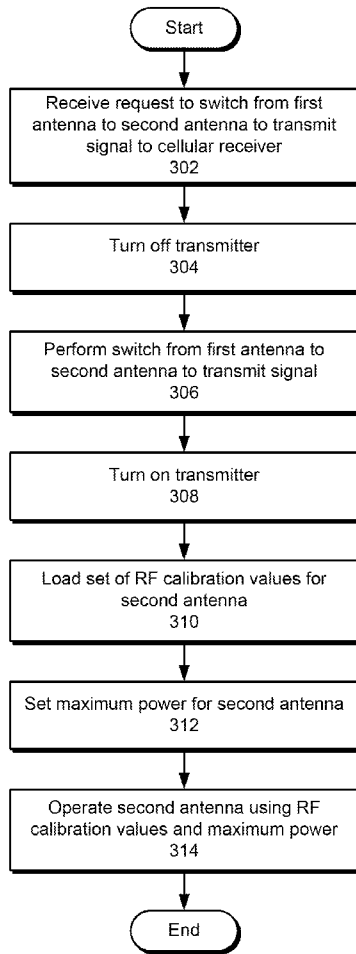 Start
Receive request to switch from first
antenna to second antenna to transmit
signal to cellular receiver
302
Turn off transmitter
304
Perform switch from first antenna to
second antenna to transmit signal
306
Turn on transmitter
308
Load set of RF calibration values for
second antenna
310
Set maximum power for second antenna
312
Operate second antenna using RF
calibration values and maximum power
314
End